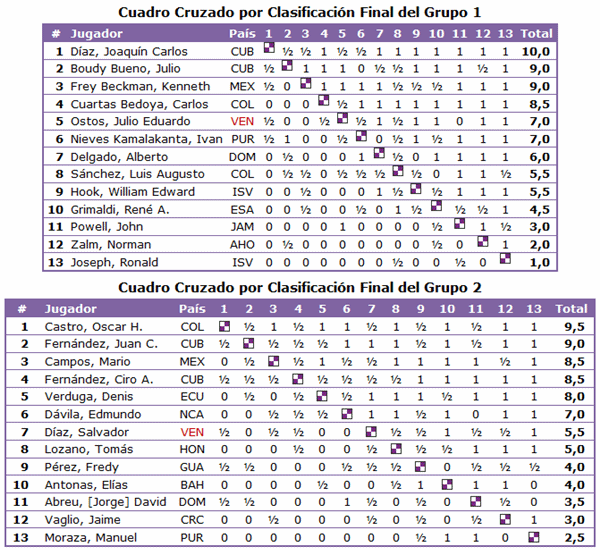 Cuadro Cruzado por Clasificación Final del Grupo 1
# Jugador País 1 2 3 4 5 6 7 8 9 10 11 12 13 Total
1 Díaz, Joaquín Carlos CUB ½ ½ 1 ½ ½ 1 1 1 1 1 1 1 10,0
2 Boudy Bueno, Julio CUB ½ 1 1 1 0 ½ ½ 1 1 1 ½ 1 9,0
3 Frey Beckman, Kenneth MEX ½ 0 1 1 1 1 ½ ½ ½ 1 1 1 9,0
4 Cuartas Bedoya, Carlos COL 0 0 0 ½ 1 1 1 1 1 1 1 1 8,5
5 Ostos, Julio Eduardo VEN ½ 0 0 ½ ½ 1 ½ 1 1 0 1 1 7,0
6 Nieves Kamalakanta, Ivan PUR ½ 1 0 0 ½ 0 ½ 1 ½ 1 1 1 7,0
7 Delgado, Alberto DOM 0 ½ 0 0 0 1 ½ 0 1 1 1 1 6,0
8 Sánchez, Luis Augusto COL 0 ½ ½ 0 ½ ½ ½ ½ 0 1 1 ½ 5,5
9 Hook, William Edward ISV 0 0 ½ 0 0 0 1 ½ ½ 1 1 1 5,5
10 Grimaldi, René A. ESA 0 0 ½ 0 0 ½ 0 1 ½ ½ ½ 1 4,5
11 Powell, John JAM 0 0 0 0 1 0 0 0 0 ½ 1 ½ 3,0
12 Zalm, Norman AHO 0 ½ 0 0 0 0 0 0 0 ½ 0 1 2,0
13 Joseph, Ronald ISV 0 0 0 0 0 0 0 ½ 0 0 ½ 0 1,0
Cuadro Cruzado por Clasificación Final del Grupo 2
# Jugador País 1 2 3 4 5 6 7 8 9 10 11 12 13 Total
1 Castro, Oscar H. COL ½ 1 ½ 1 1 ½ 1 ½ 1 ½ 1 1 9,5
2 Fernández, Juan C. CUB ½ ½ ½ ½ 1 1 ½ 1 1 ½ 1 1 9,0
3 Campos, Mario MEX 0 ½ ½ 1 ½ ½ 1 1 1 1 ½ 1 8,5
4 Fernández, Ciro A. CUB ½ ½ ½ ½ ½ ½ ½ 1 1 1 1 1 8,5
5 Verduga, Denis ECU 0 ½ 0 ½ ½ 1 1 1 ½ 1 1 1 8,0
6 Dávila, Edmundo NCA 0 0 ½ ½ ½ 1 1 ½ 1 0 1 1 7,0
7 Díaz, Salvador VEN ½ 0 ½ ½ 0 0 ½ ½ 1 1 ½ ½ 5,5
8 Lozano, Tomás HON 0 ½ 0 ½ 0 0 ½ ½ 0 1 1 1 5,0
9 Pérez, Fredy GUA ½ 0 0 0 0 ½ ½ ½ ½ ½ ½ ½ 4,0
10 Antonas, Elías BAH 0 0 0 0 ½ 0 0 1 ½ 1 1 0 4,0
11 Abreu, [Jorge] David DOM ½ ½ 0 0 0 1 0 0 ½ 0 ½ ½ 3,5
12 Vaglio, Jaime CRC 0 0 ½ 0 0 0 ½ 0 ½ 0 ½ 1 3,0
13 Moraza, Manuel PUR 0 0 0 0 0 0 ½ 0 ½ 1 ½ 0 2,5